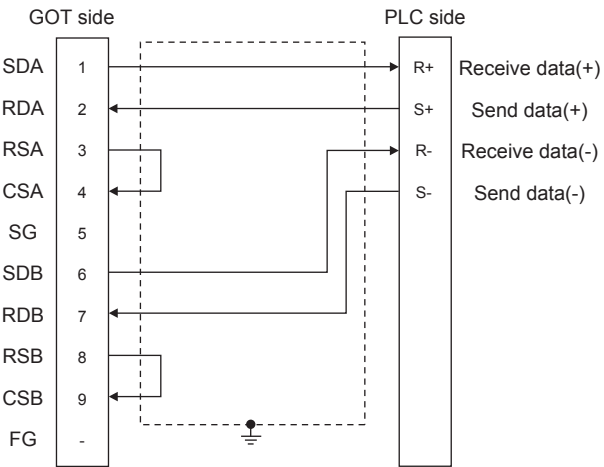 GOT side PLC side
SDA 1 R+ Receive data(+)
RDA 2 S+ Send data(+)
RSA 3 R- Receive data(-)
CSA 4 S- Send data(-)
SG 5
SDB 6
RDB 7
RSB 8
CSB 9
FG -